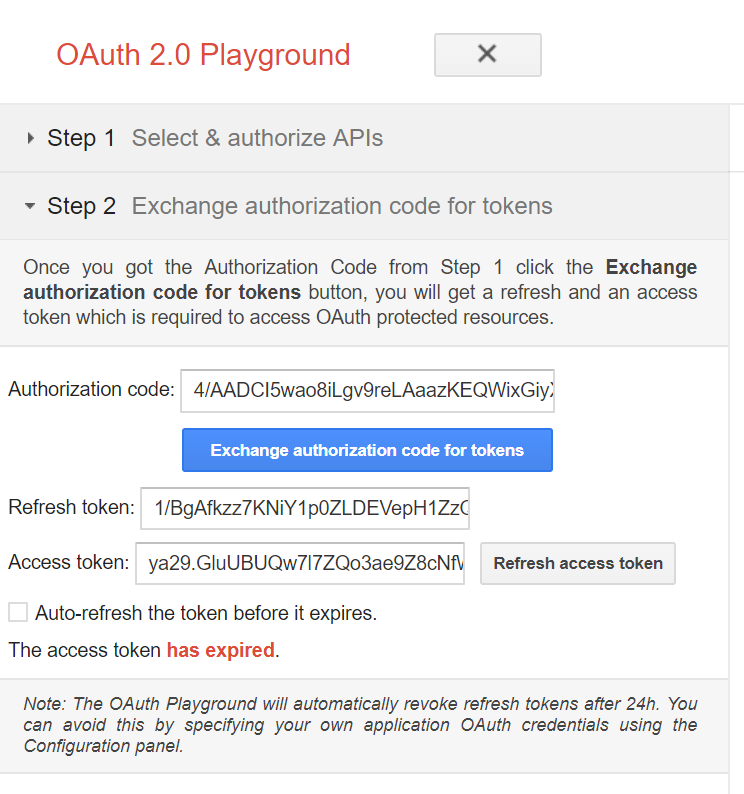 OAuth 2.0 Playground
Step 1 Select & authorize APIs
Step 2 Exchange authorization code for tokens
Once you got the Authorization Code from Step 1 click the Exchange
authorization code for tokens button, you will get a refresh and an access
token which is required to access OAuth protected resources.
Authorization code: 4/AADCI5wao8iLgv9reLAaazKEQWixGiy
Exchange authorization code for tokens
Refresh token: 1/BgAfkzz7KNiY1p0ZLDEVepH1Zz
Access token: ya29.GluUBUQw7l7ZQo3ae9Z8cNf
Refresh access token
Auto-refresh the token before it expires.
The access token has expired.
Note: The OAuth Playground will automatically revoke refresh tokens after 24h. You
can avoid this by specifying your own application OAuth credentials using the
Configuration panel.